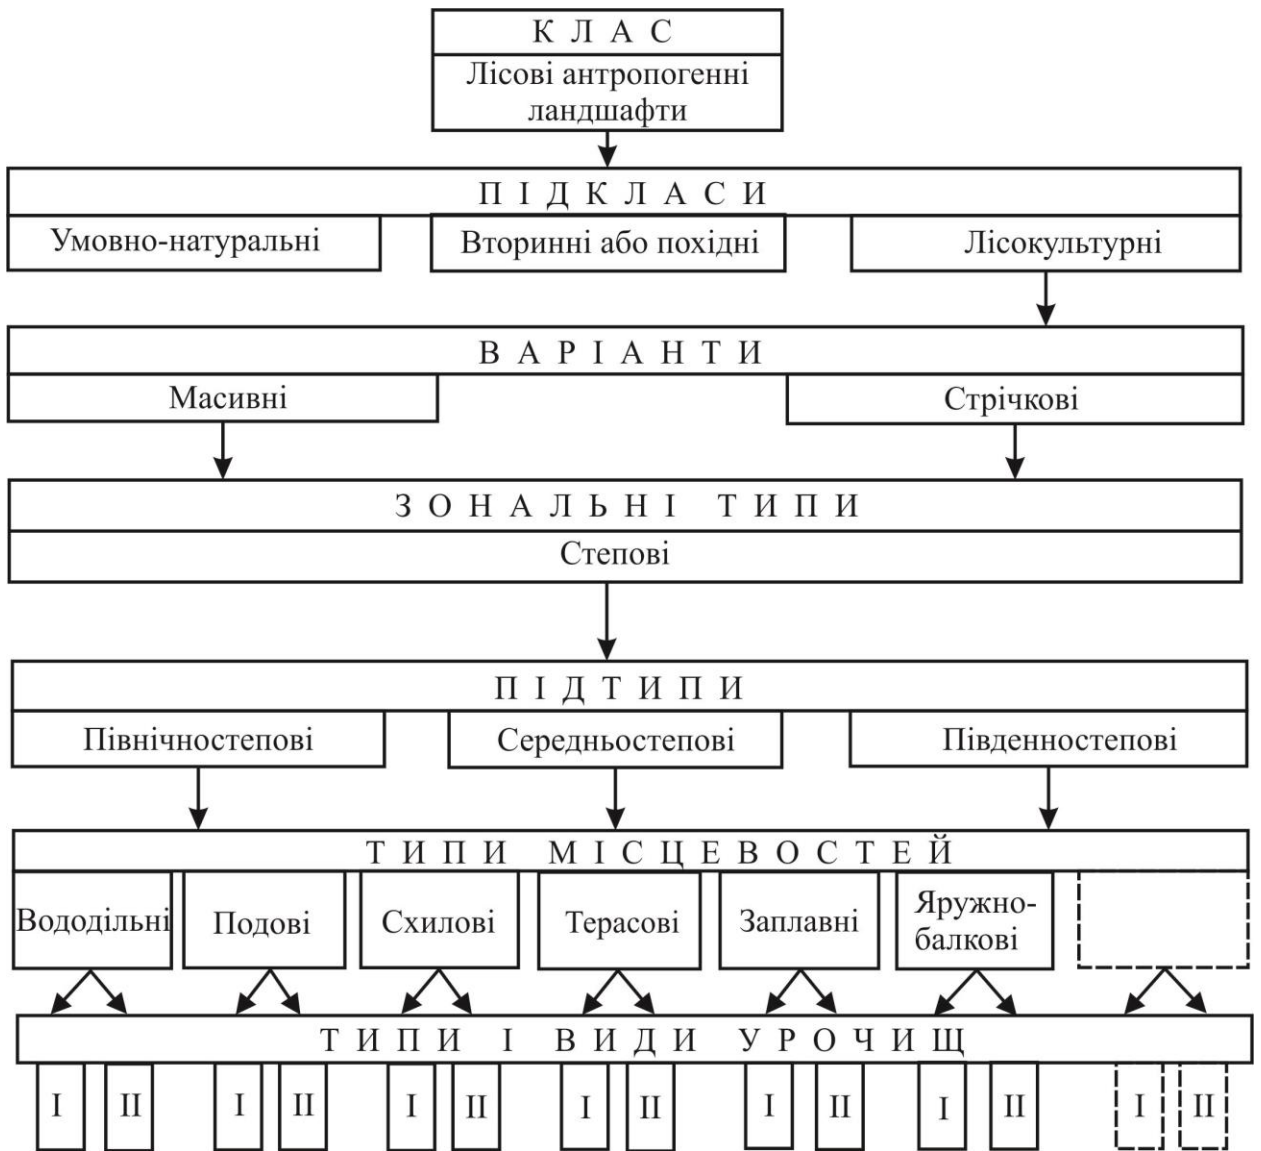 К Л А С
Лісові антропогенні
ландшафти
П І Д К Л А С И
Умовно-натуральні
Вторинні або похідні
Лісокультурні
В А Р І А Н Т И
Масивні
Стрічкові
З О Н А Л Ь Н І Т И П И
Степові
П І Д Т И П И
Північностепові
Середньостепові
Південностепові
Т И П И М І С Ц Е В О С Т Е Й
Вододільні
Подові
Схилові
Терасові
Заплавні
Яружно-
балкові
Т И П И І В И Д И У Р О Ч И Щ
I II I II I II I II I II I II I II